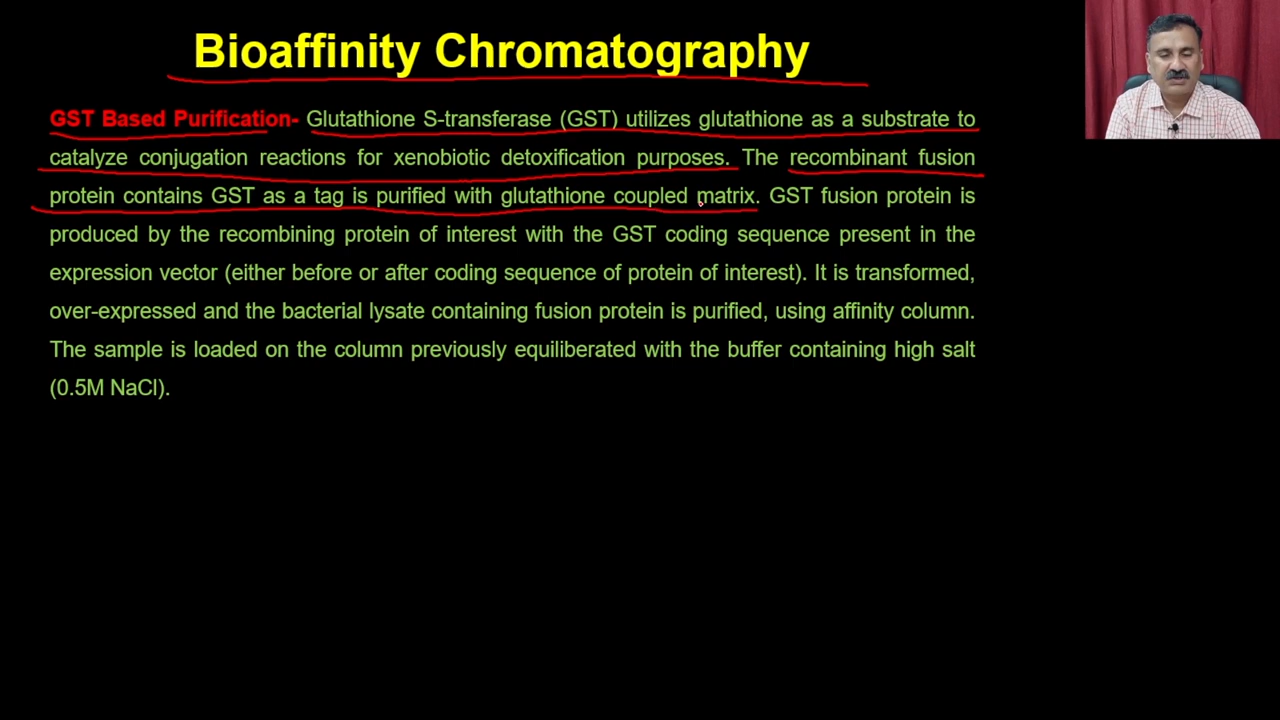 Bioaffinity Chromatography
GST Based Purification- Glutathione S-transferase (GST) utilizes glutathione as a substrate to
catalyze conjugation reactions for xenobiotic detoxification purposes. The recombinant fusion
protein contains GST as a tag is purified with glutathione coupled matrix. GST fusion protein is
produced by the recombining protein of interest with the GST coding sequence present in the
expression vector (either before or after coding sequence of protein of interest). It is transformed,
over-expressed and the bacterial lysate containing fusion protein is purified, using affinity column.
The sample is loaded on the column previously equiliberated with the buffer containing high salt
(0.5M NaCl).